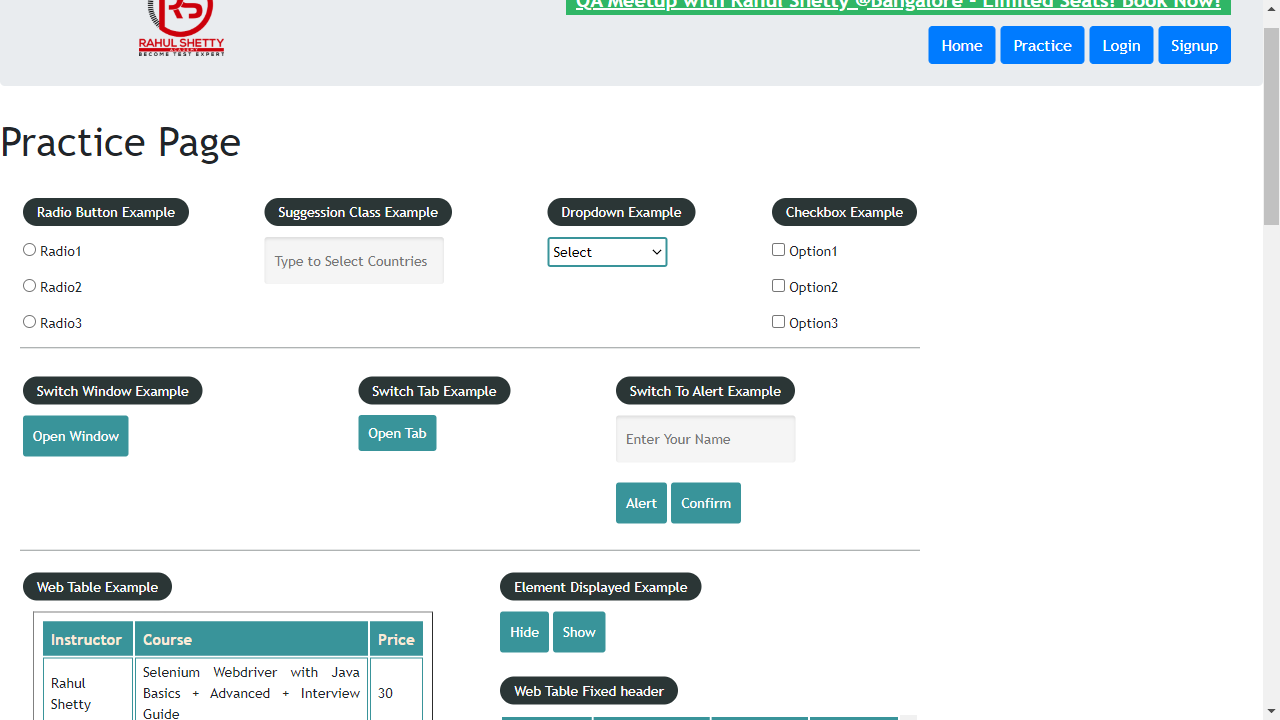 QA Meetup with Rahul Shetty @Bangalore - Limited Seats! Book Now!
RS
RAHUL SHETTY
ACADEMY
BECOME TEST EXPERT
Home Practice Login Signup
Practice Page
Radio Button Example Suggession Class Example Dropdown Example Checkbox Example
Radio1 Type to Select Countries Select Option1
Radio2 Option2
Radio3 Option3
Switch Window Example Switch Tab Example Switch To Alert Example
Open Window Open Tab Enter Your Name
Alert Confirm
Web Table Example Element Displayed Example
Hide Show
Instructor Course Price
Rahul Shetty Selenium Webdriver with Java Basics + Advanced + Interview Guide 30
Web Table Fixed header